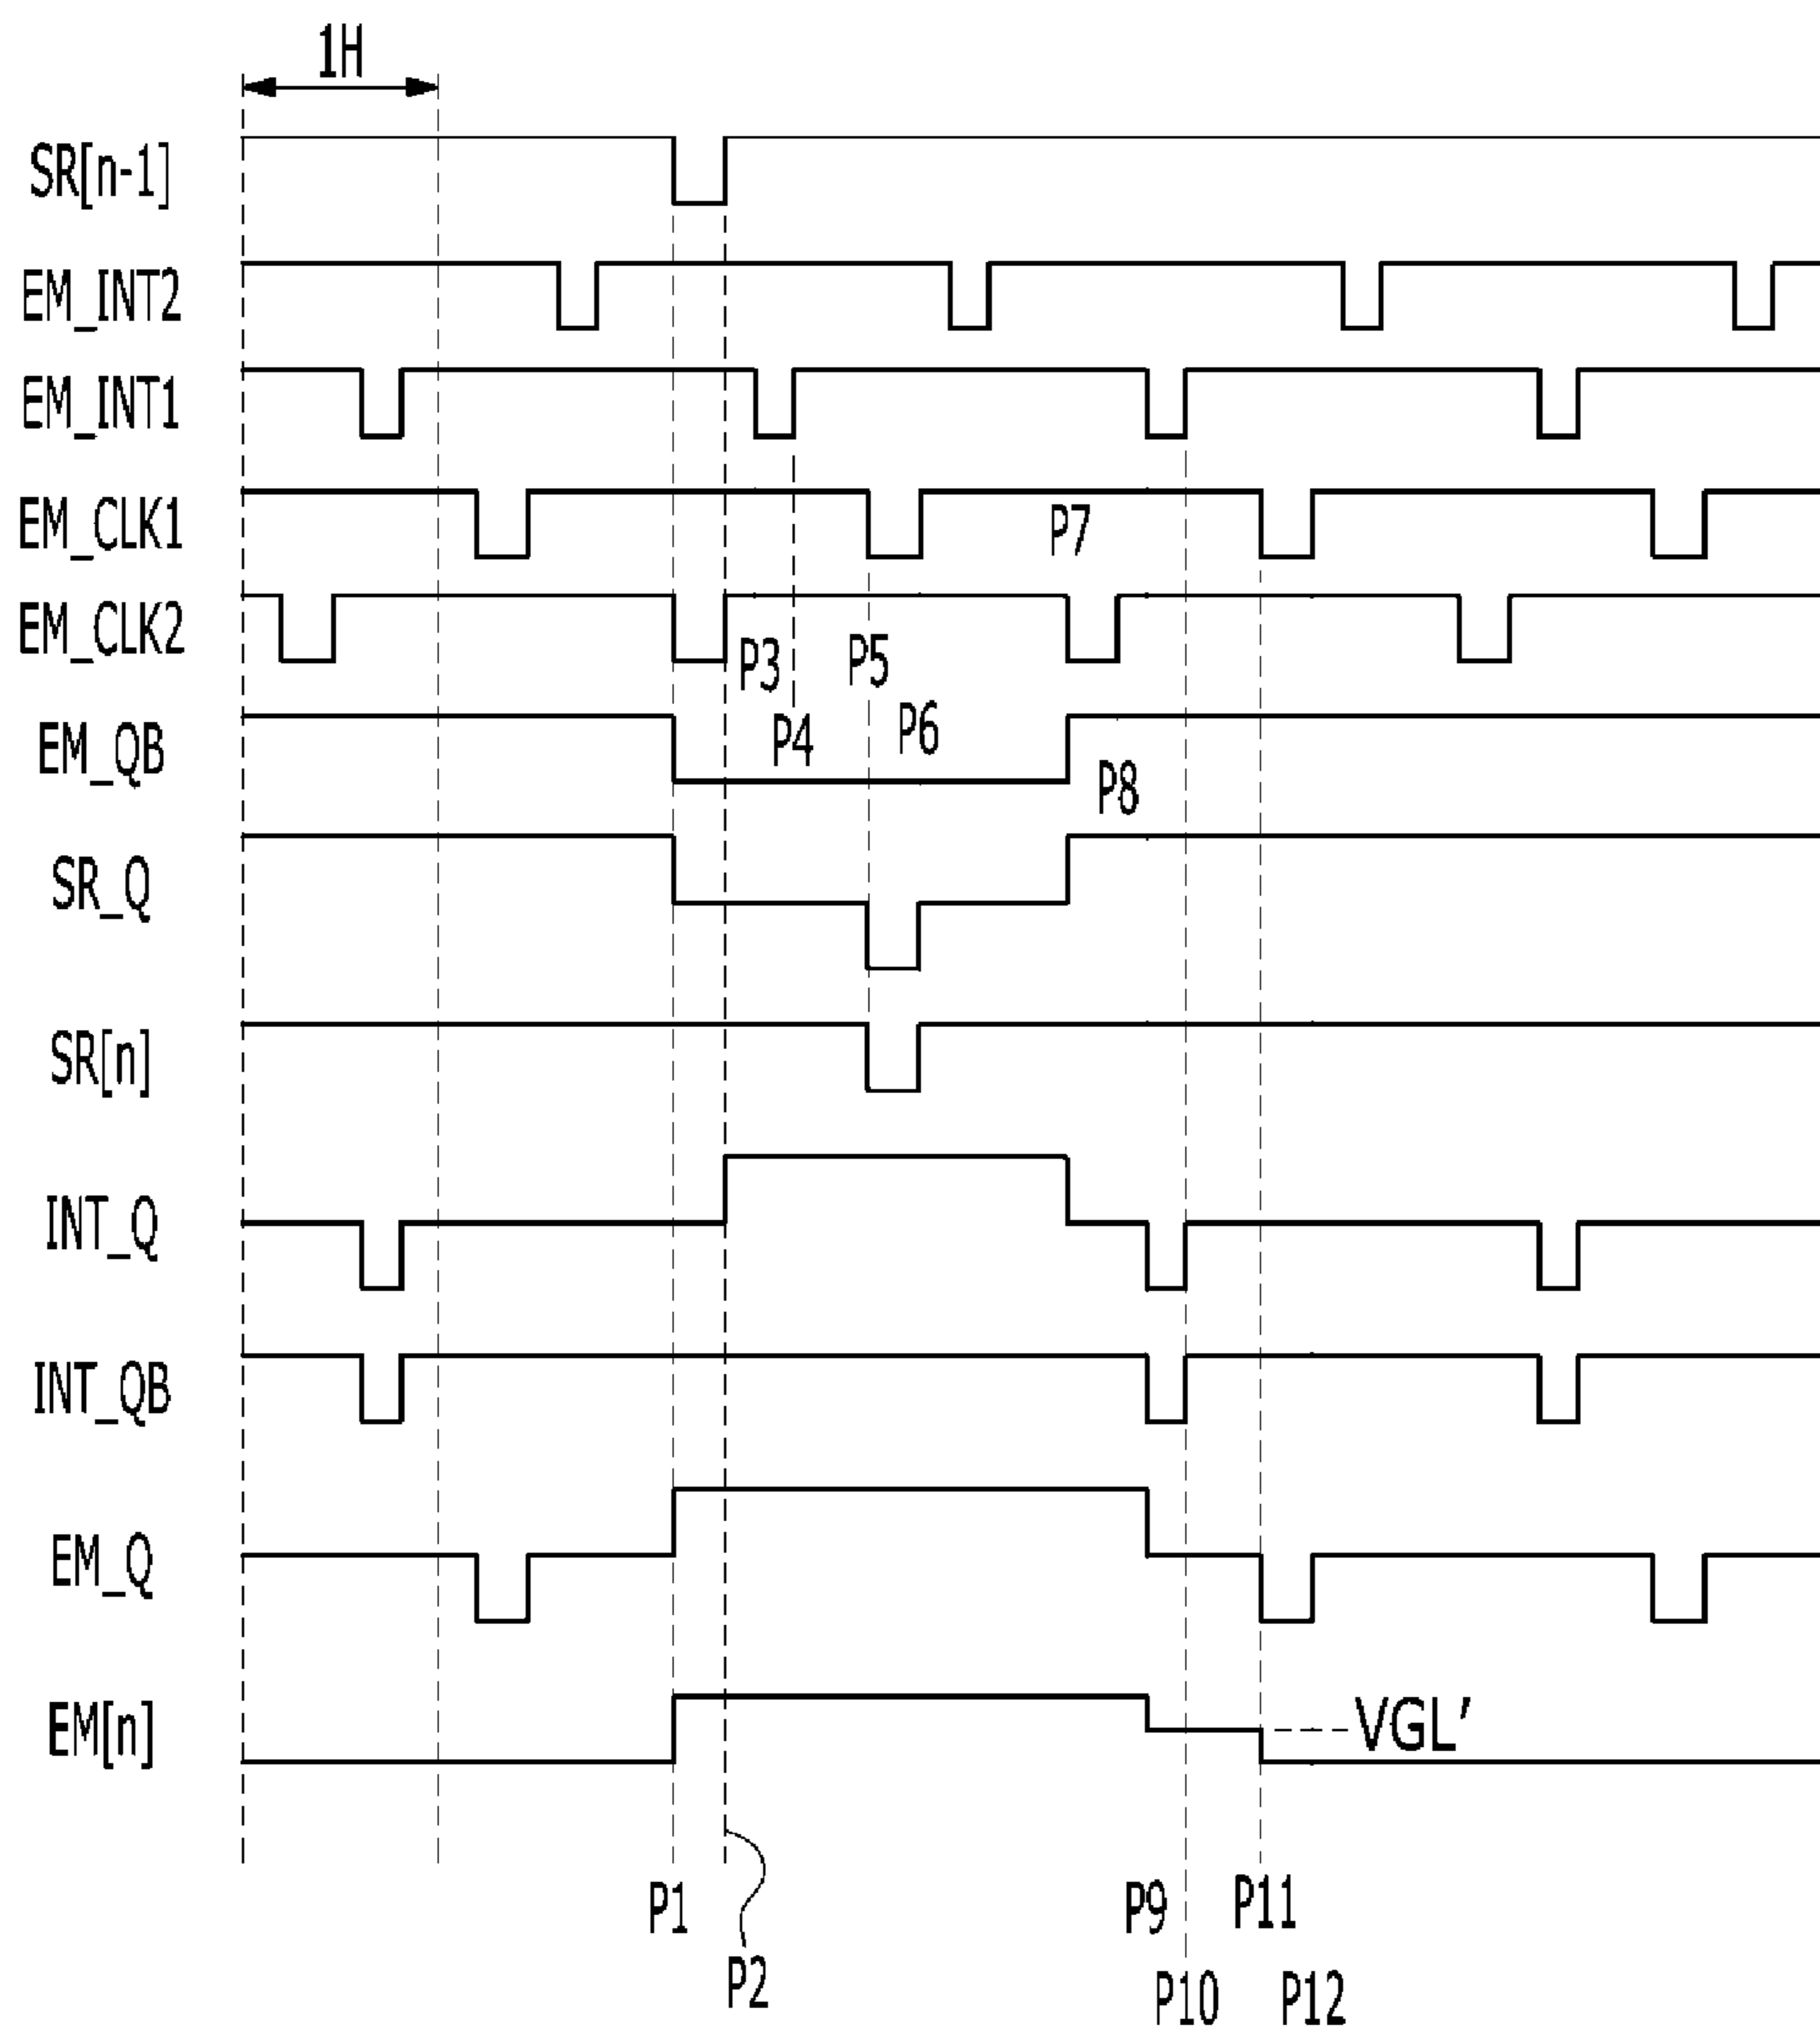 1H
SR[n-1]
EM_INT2
EM_INT1
EM_CLK1
P7
EM_CLK2
P3
P5
P4
P6
EM_QB
P8
SR_Q
SR[n]
INT_Q
INT_QB
EM_Q
EM[n]
VGL'
P1
P9
P11
P2
P10
P12